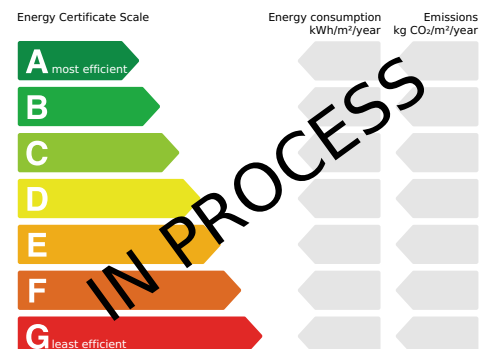 Energy Certificate Scale
Energy consumption
kWh/m²/year
Emissions
kg CO₂/m²/year
A most efficient
B
C
D
E
F
G least efficient
IN PROCESS